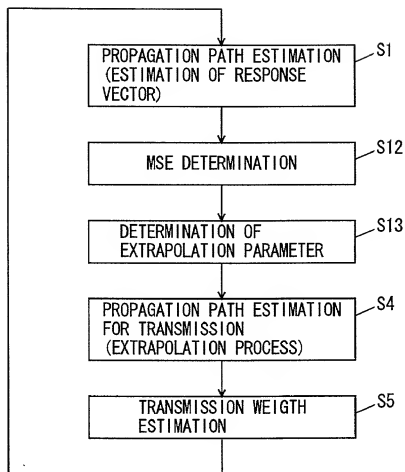 PROPAGATION PATH ESTIMATION
(ESTIMATION OF RESPONSE
VECTOR)
S1
MSE DETERMINATION
S12
DETERMINATION OF
EXTRAPOLATION PARAMETER
S13
PROPAGATION PATH ESTIMATION
FOR TRANSMISSION
(EXTRAPOLATION PROCESS)
S4
TRANSMISSION WEIGTH
ESTIMATION
S5